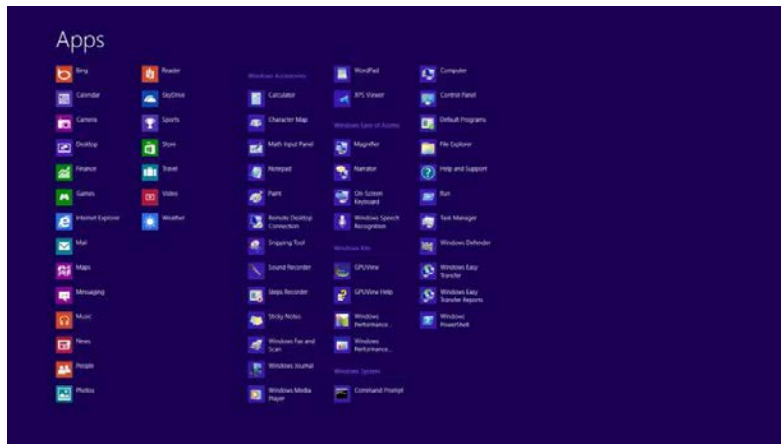 Apps
Bing
Calendar
Camera
Desktop
Finance
Games
Internet Explorer
Mail
Maps
Messaging
Music
News
People
Photos
Reader
SkyDrive
Sports
Store
Travel
Video
Weather
Windows Accessories
Calculator
Character Map
Math Input Panel
Notepad
Paint
Remote Desktop
Connection
Snipping Tool
Sound Recorder
Steps Recorder
Sticky Notes
Windows Fax and
Scan
Windows Journal
Windows Media
Player
WordPad
XPS Viewer
Windows Ease of Access
Magnifier
Narrator
On-Screen
Keyboard
Windows Speech
Recognition
Windows Kits
GPUView
GPUView Help
Windows
Performance...
Windows
Performance...
Windows System
Command Prompt
Computer
Control Panel
Default Programs
File Explorer
Help and Support
Run
Task Manager
Windows Defender
Windows Easy
Transfer
Windows Easy
Transfer Reports
Windows
PowerShell